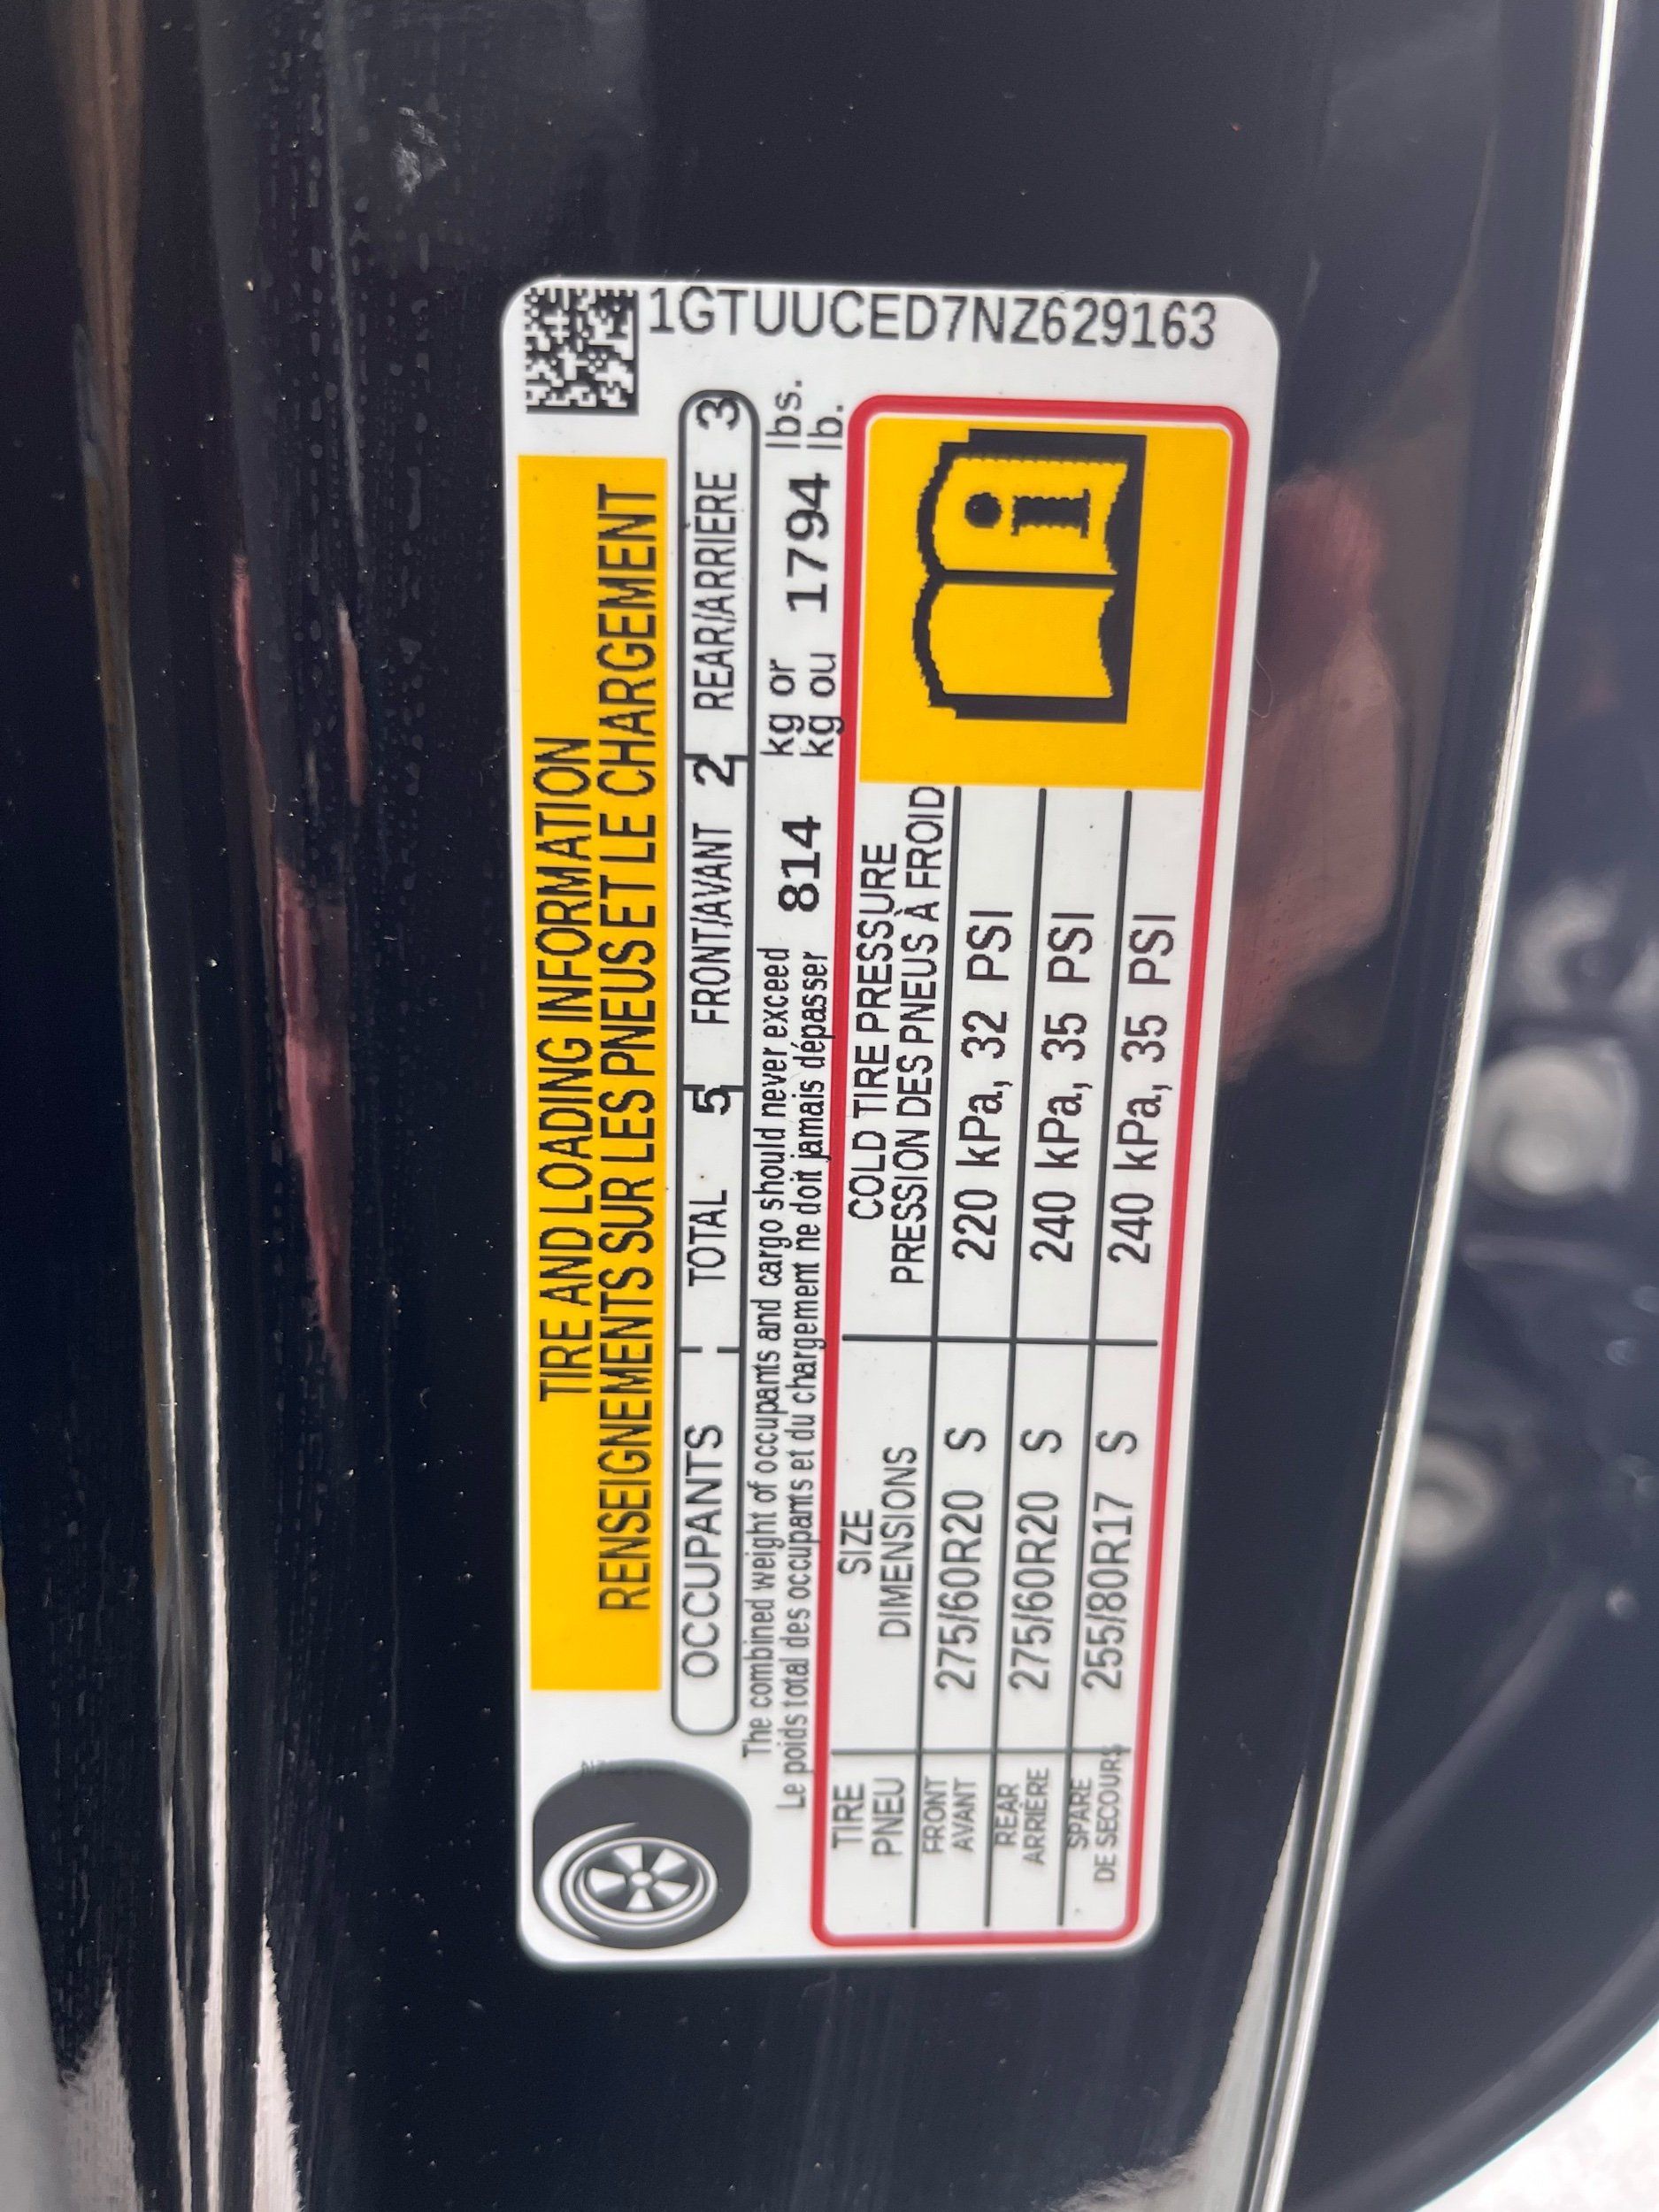 TIRE AND LOADING INFORMATION
RENSEIGNEMENTS SUR LES PNEUS ET LE CHARGEMENT
OCCUPANTS TOTAL 5 FRONT/AVANT 2 REAR/ARRIÈRE 3
The combined weight of occupants and cargo should never exceed 814 kg or 1794 lbs.
Le poids total des occupants et du chargement ne doit jamais dépasser kg ou lb.
TIRE SIZE COLD TIRE PRESSURE
PNEU DIMENSIONS PRESSION DES PNEUS À FROID
FRONT
AVANT 275/60R20 S 220 kPa, 32 PSI
REAR
ARRIÈRE 275/60R20 S 240 kPa, 35 PSI
SPARE
DE SECOURS 255/80R17 S 240 kPa, 35 PSI
i
1GTUUCED7NZ629163